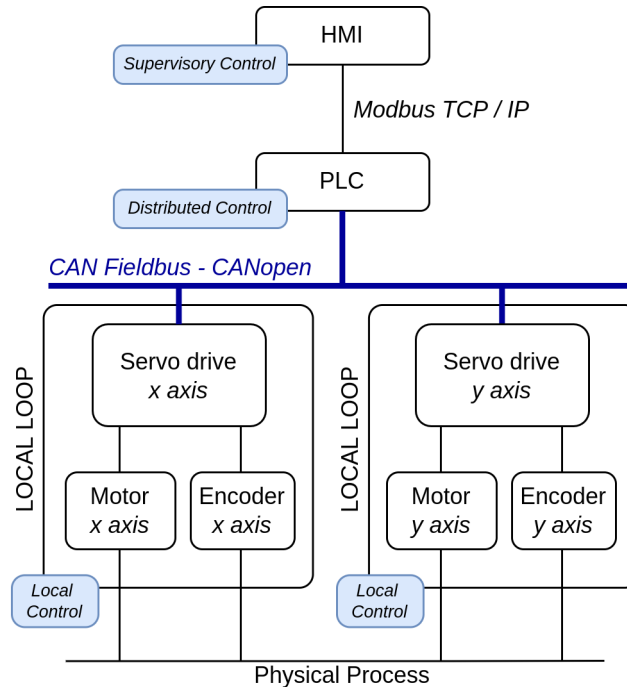 HMI
Supervisory Control
Modbus TCP / IP
PLC
Distributed Control
CAN Fieldbus - CANopen
LOCAL LOOP
Servo drive
x axis
Motor
x axis
Encoder
x axis
Local
Control
LOCAL LOOP
Servo drive
y axis
Motor
y axis
Encoder
y axis
Local
Control
Physical Process